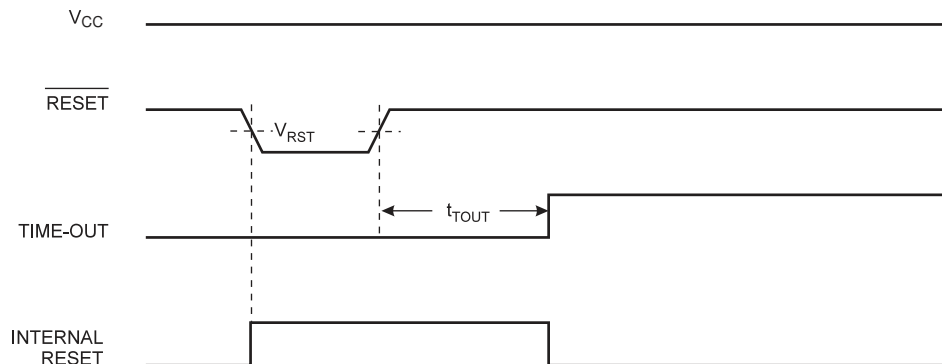 VCC
RESET
VRST
tTOUT
TIME-OUT
INTERNAL
RESET